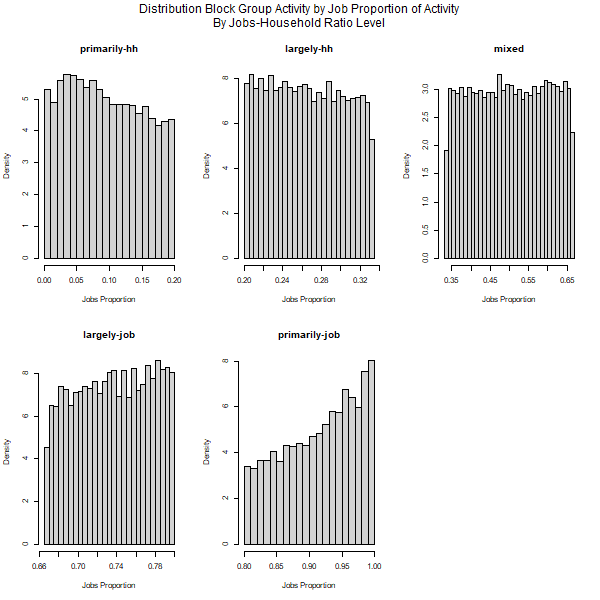 Distribution Block Group Activity by Job Proportion of Activity
By Jobs-Household Ratio Level
primarily-hh
Density
0 1 2 3 4 5
0.00 0.05 0.10 0.15 0.20
Jobs Proportion
largely-hh
Density
0 2 4 6 8
0.20 0.24 0.28 0.32
Jobs Proportion
mixed
Density
0.0 0.5 1.0 1.5 2.0 2.5 3.0
0.35 0.45 0.55 0.65
Jobs Proportion
largely-job
Density
0 2 4 6 8
0.66 0.70 0.74 0.78
Jobs Proportion
primarily-job
Density
0 2 4 6 8
0.80 0.85 0.90 0.95 1.00
Jobs Proportion